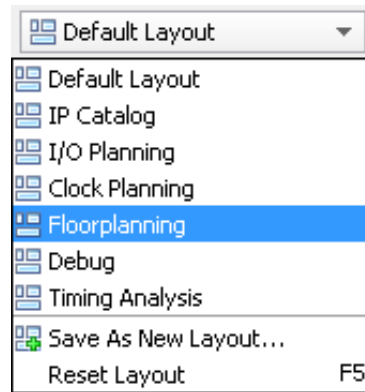 Default Layout
Default Layout
IP Catalog
I/O Planning
Clock Planning
Floorplanning
Debug
Timing Analysis
Save As New Layout...
Reset Layout F5